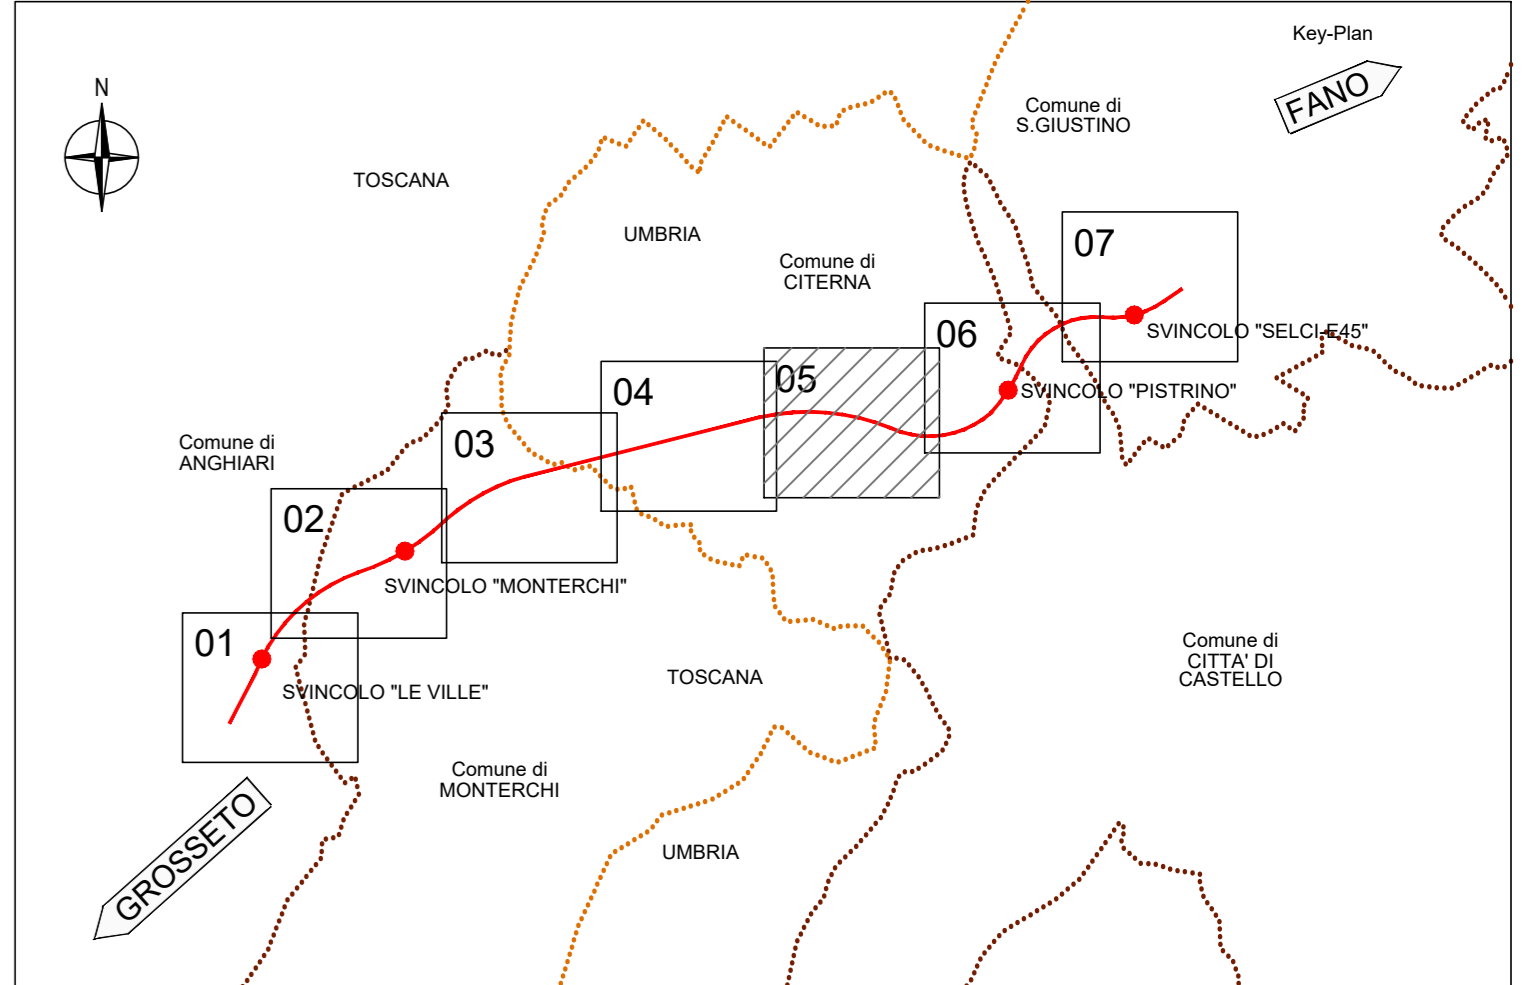 Key-Plan
N
FANO
Comune di
S.GIUSTINO
TOSCANA
UMBRIA
07
Comune di
CITERNA
06
SVINCOLO "SELCI-E45"
05
04
SVINCOLO "PISTRINO"
03
Comune di
ANGHIARI
02
SVINCOLO "MONTERCHI"
01
Comune di
CITTA' DI
CASTELLO
TOSCANA
SVINCOLO "LE VILLE"
Comune di
MONTERCHI
GROSSETO
UMBRIA